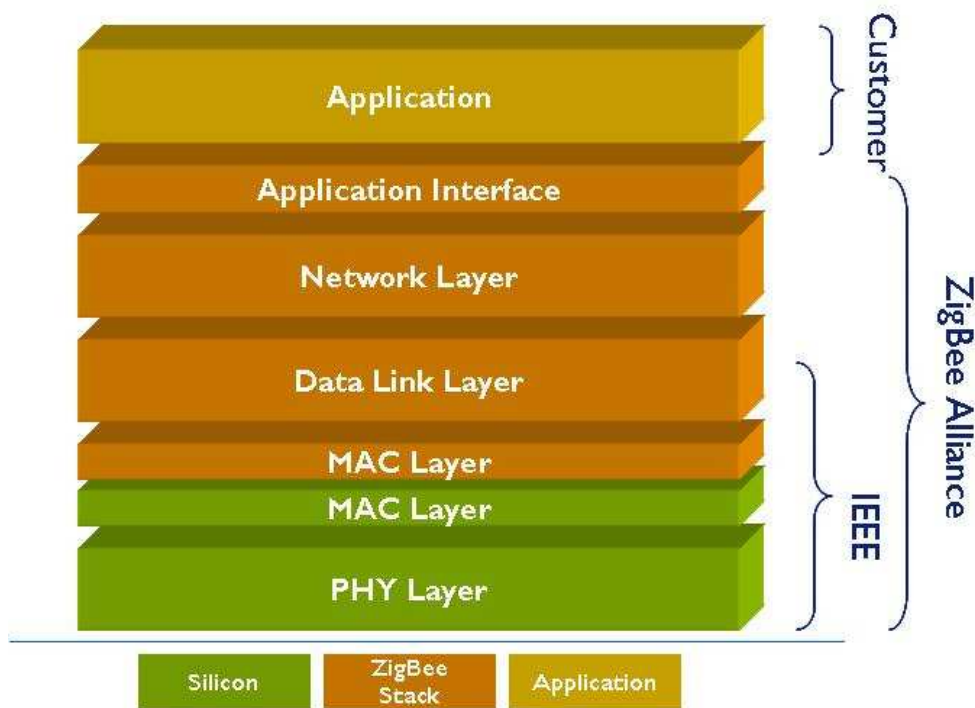 Application
Customer
Application Interface
Network Layer
Data Link Layer
MAC Layer
MAC Layer
PHY Layer
IEEE
ZigBee Alliance
Silicon
ZigBee
Stack
Application